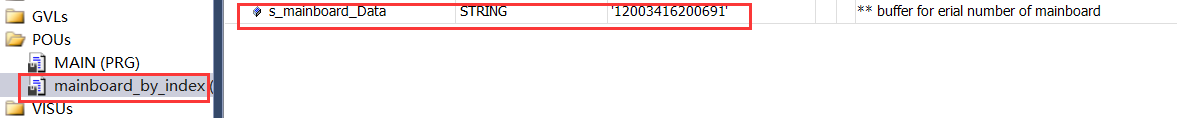 GVLs
POUs
MAIN (PRG)
mainboard_by_index (
VISUs
s_mainboard_Data STRING '12003416200691' ** buffer for erial number of mainboard